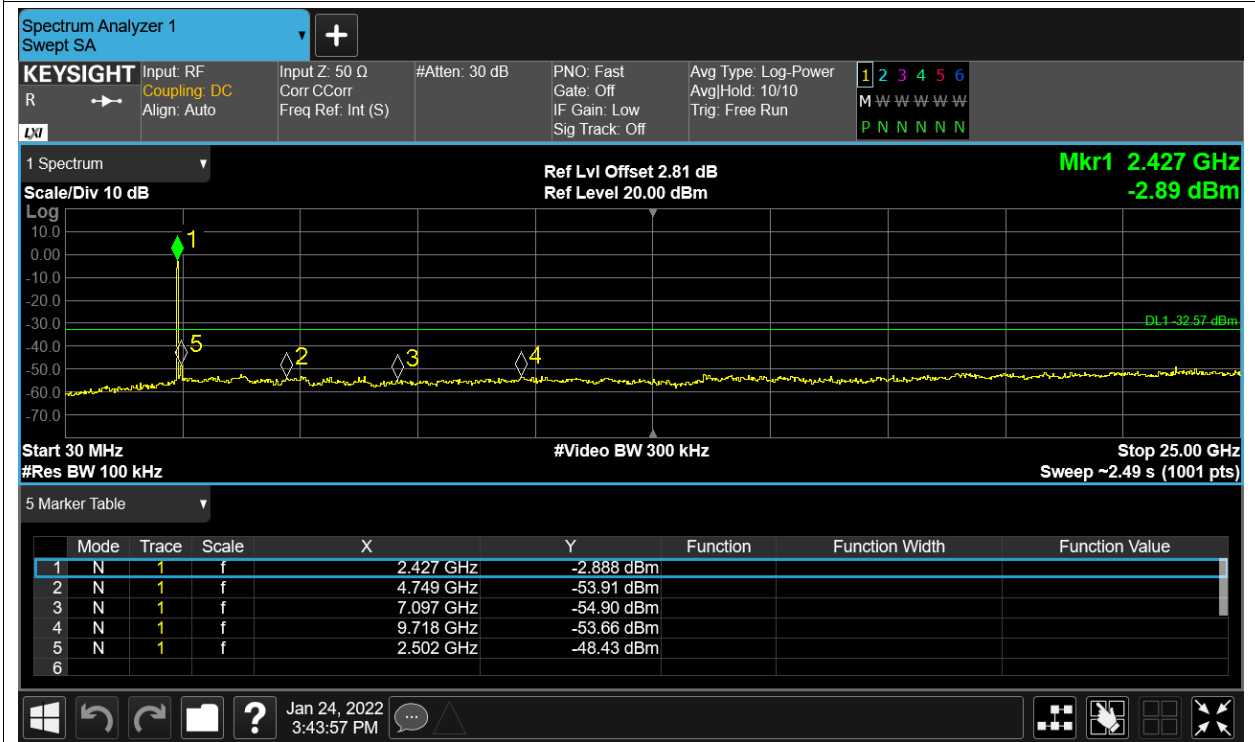 Spectrum Analyzer 1
Swept SA
+
KEYSIGHT
R
LXI
Input: RF
Coupling: DC
Align: Auto
Input Z: 50 Ω
Corr CCorr
Freq Ref: Int (S)
#Atten: 30 dB
PNO: Fast
Gate: Off
IF Gain: Low
Sig Track: Off
Avg Type: Log-Power
Avg|Hold: 10/10
Trig: Free Run
1 2 3 4 5 6
M W W W W W
P N N N N N
1 Spectrum
Scale/Div 10 dB
Ref Lvl Offset 2.81 dB
Ref Level 20.00 dBm
Mkr1 2.427 GHz
-2.89 dBm
Log
10.0
0.00
-10.0
-20.0
-30.0
-40.0
-50.0
-60.0
-70.0
1
5
2
3
4
DL1 -32.57 dBm
Start 30 MHz
#Res BW 100 kHz
#Video BW 300 kHz
Stop 25.00 GHz
Sweep ~2.49 s (1001 pts)
5 Marker Table
Mode Trace Scale X Y Function Function Width Function Value
1 N 1 f 2.427 GHz -2.888 dBm
2 N 1 f 4.749 GHz -53.91 dBm
3 N 1 f 7.097 GHz -54.90 dBm
4 N 1 f 9.718 GHz -53.66 dBm
5 N 1 f 2.502 GHz -48.43 dBm
6
?
Jan 24, 2022
3:43:57 PM